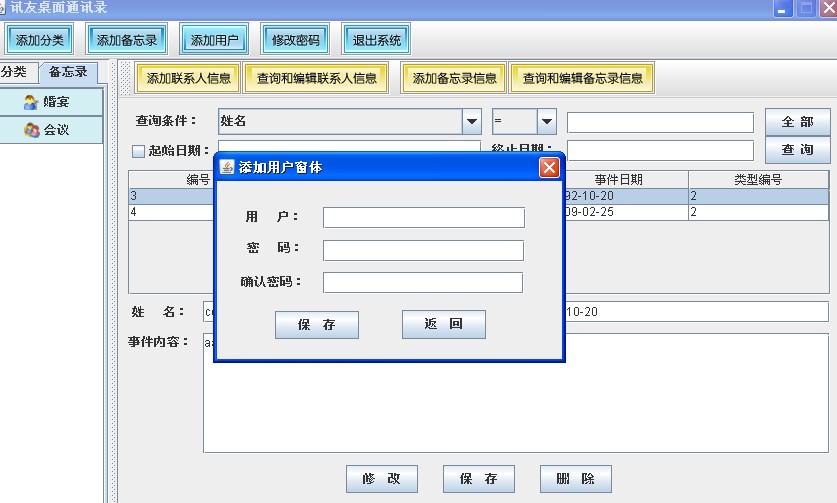 讯友桌面通讯录
添加分类 添加备忘录 添加用户 修改密码 退出系统
分类 备忘录
婚宴
会议
添加联系人信息 查询和编辑联系人信息 添加备忘录信息 查询和编辑备忘录信息
查询条件： 姓名 = 全 部
起始日期： 终止日期： 查 询
编号 事件日期 类型编号
3 92-10-20 2
4 09-02-25 2
添加用户窗体
用 户：
密 码：
确认密码：
保 存 返 回
姓 名： 10-20
事件内容：
修 改 保 存 删 除